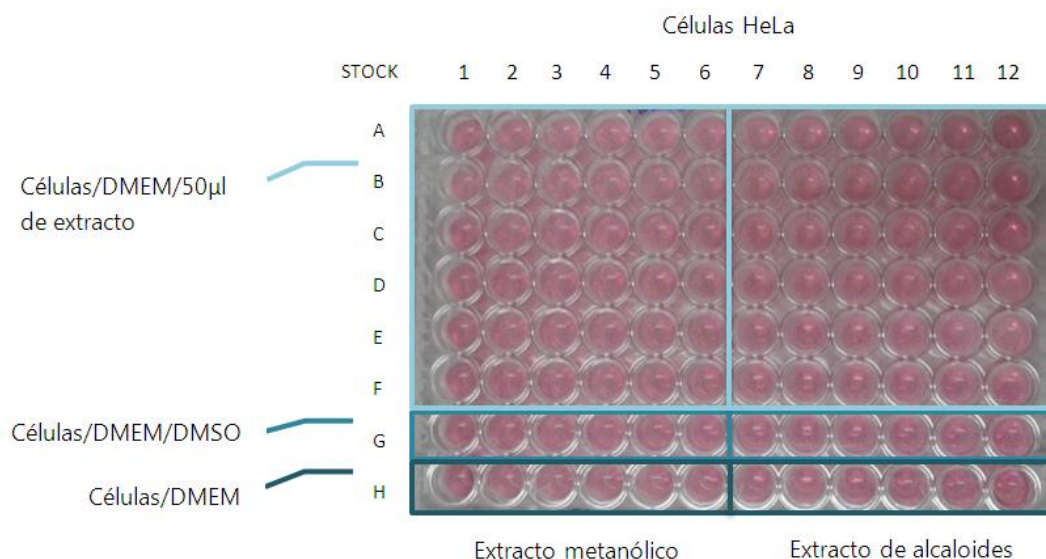 Células HeLa
STOCK 1 2 3 4 5 6 7 8 9 10 11 12
A
B
C
D
E
F
G
H
Células/DMEM/50µl
de extracto
Células/DMEM/DMSO
Células/DMEM
Extracto metanólico
Extracto de alcaloides